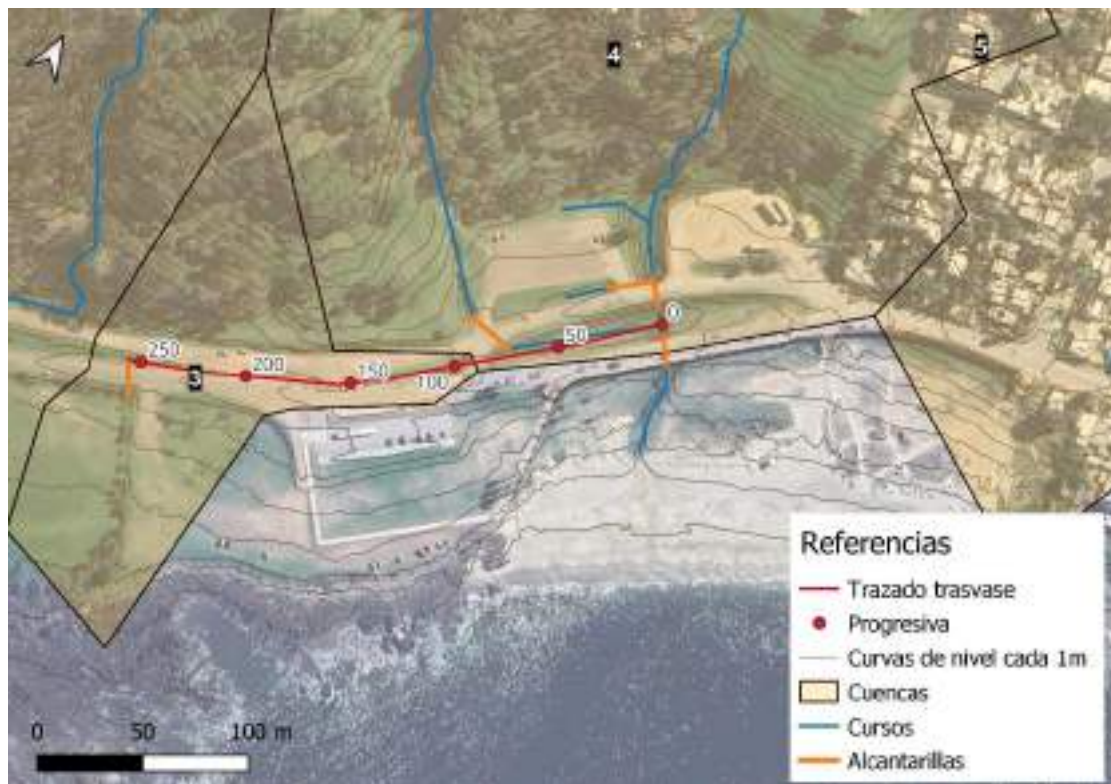 4
5
0
50
100
150
200
250
3
Referencias
Trazado trasvase
Progresiva
Curvas de nivel cada 1m
Cuencas
Cursos
Alcantarillas
0 50 100 m